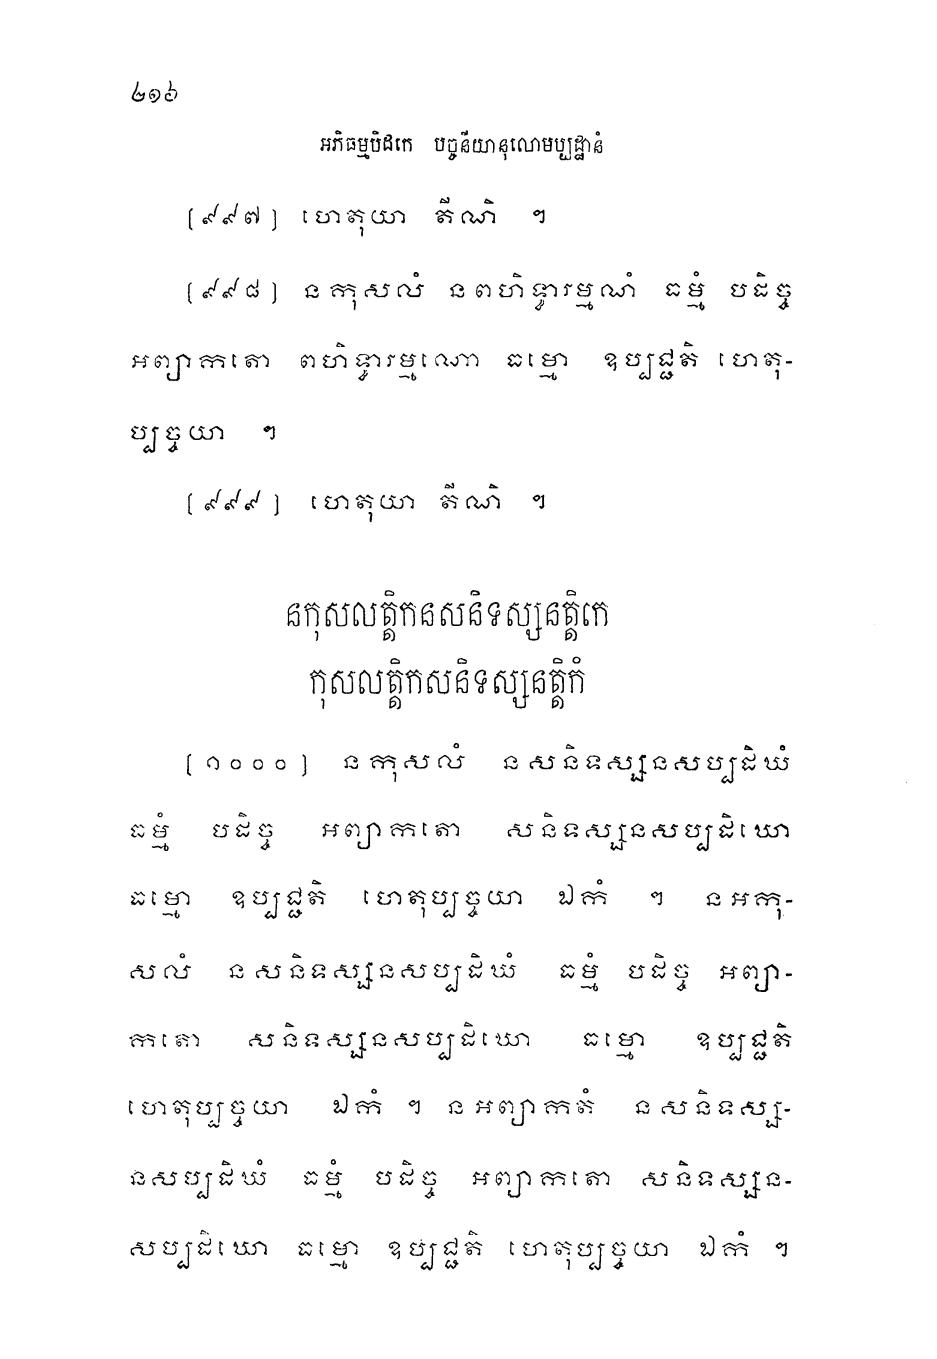 ២១៦
អភិធម្មបិដកេ បច្ចនីយានុលោមប្បដ្ឋានំ
(៩៩៧) ហេតុយា តីណិ ។
(៩៩៨) នកុសលំ នពហិទ្ធារម្មណំ ធម្មំ បដិច្ច
អព្យាកតោ ពហិទ្ធារម្មណោ ធម្មោ ឧប្បជ្ជតិ ហេតុ-
ប្បច្ចយា ។
(៩៩៩) ហេតុយា តីណិ ។
នកុសលត្តិកនសនិទស្សនត្តិកេ
កុសលត្តិកសនិទស្សនត្តិកំ
(១០០០) នកុសលំ នសនិទស្សនសប្បដិឃំ
ធម្មំ បដិច្ច អព្យាកតោ សនិទស្សនសប្បដិឃោ
ធម្មោ ឧប្បជ្ជតិ ហេតុប្បច្ចយា ឯកំ ។ នអកុ-
សលំ នសនិទស្សនសប្បដិឃំ ធម្មំ បដិច្ច អព្យា-
កតោ សនិទស្សនសប្បដិឃោ ធម្មោ ឧប្បជ្ជតិ
ហេតុប្បច្ចយា ឯកំ ។ នអព្យាកតំ នសនិទស្ស-
នសប្បដិឃំ ធម្មំ បដិច្ច អព្យាកតោ សនិទស្សន-
សប្បដិឃោ ធម្មោ ឧប្បជ្ជតិ ហេតុប្បច្ចយា ឯកំ ។